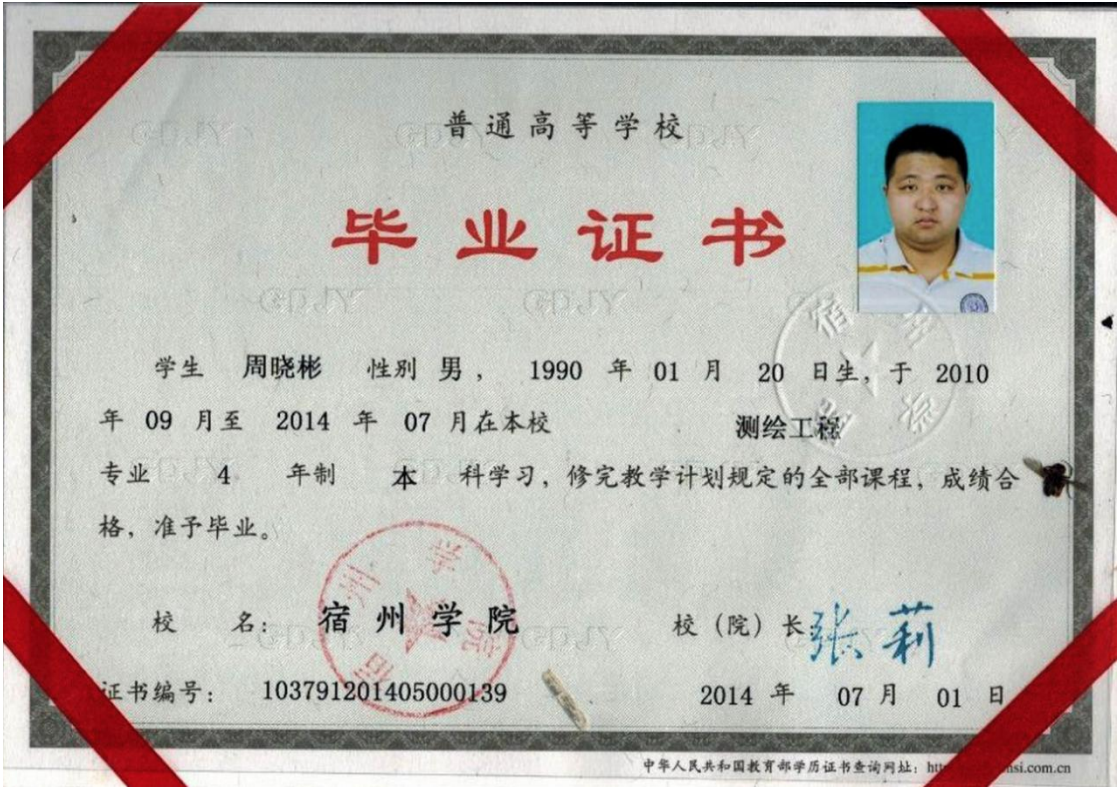 普通高等学校
毕业证书
学生 周晓彬 性别 男， 1990 年 01 月 20 日生，于 2010
年 09 月至 2014 年 07 月在本校 测绘工程
专业 4 年制 本 科学习，修完教学计划规定的全部课程，成绩合
格，准予毕业。
校 名： 宿州学院 校（院）长 张莉
宿州学院
证书编号： 103791201405000139 2014 年 07 月 01 日
中华人民共和国教育部学历证书查询网址：